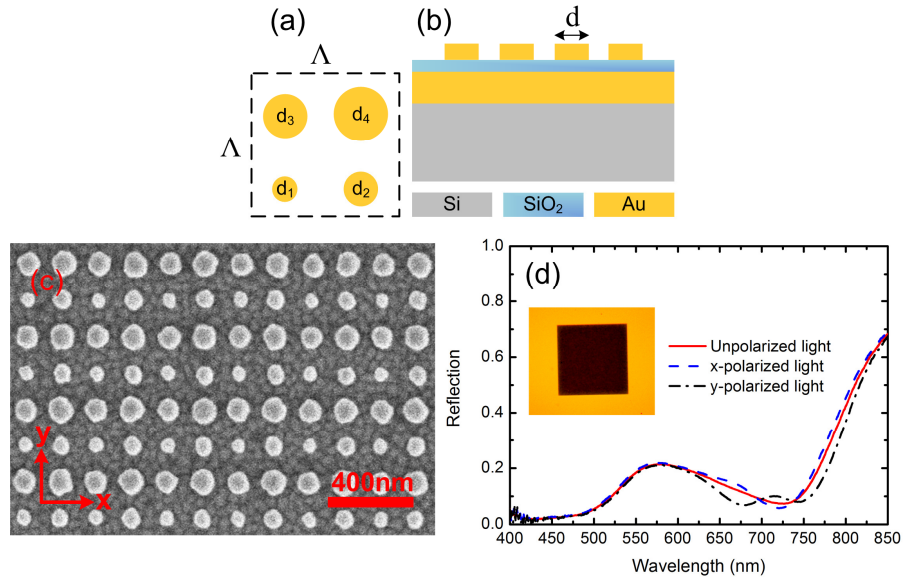 (a)
(b)
d
Λ
Λ
d₃
d₄
d₁
d₂
Si
SiO₂
Au
(c)
y
x
400nm
(d)
1.0
0.8
0.6
0.4
0.2
0.0
Reflection
Unpolarized light
x-polarized light
y-polarized light
400 450 500 550 600 650 700 750 800 850
Wavelength (nm)